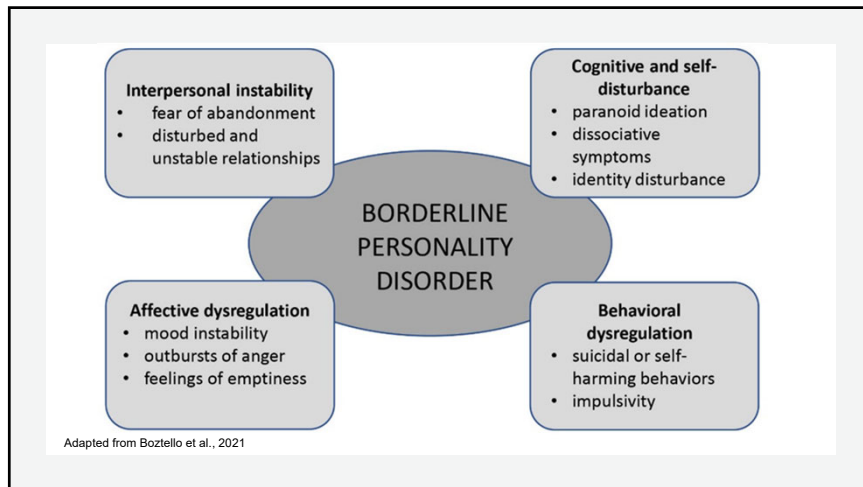 Interpersonal instability
• fear of abandonment
• disturbed and
unstable relationships
Cognitive and self-
disturbance
• paranoid ideation
• dissociative
symptoms
• identity disturbance
BORDERLINE
PERSONALITY
DISORDER
Affective dysregulation
• mood instability
• outbursts of anger
• feelings of emptiness
Behavioral
dysregulation
• suicidal or self-
harming behaviors
• impulsivity
Adapted from Boztello et al., 2021